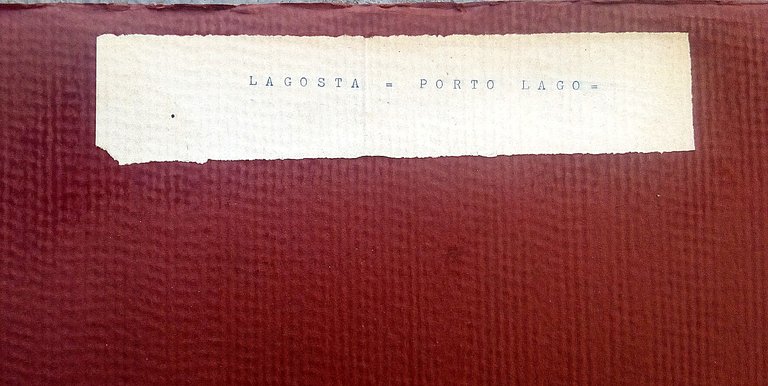 LAGOSTA = PORTO LAGO=